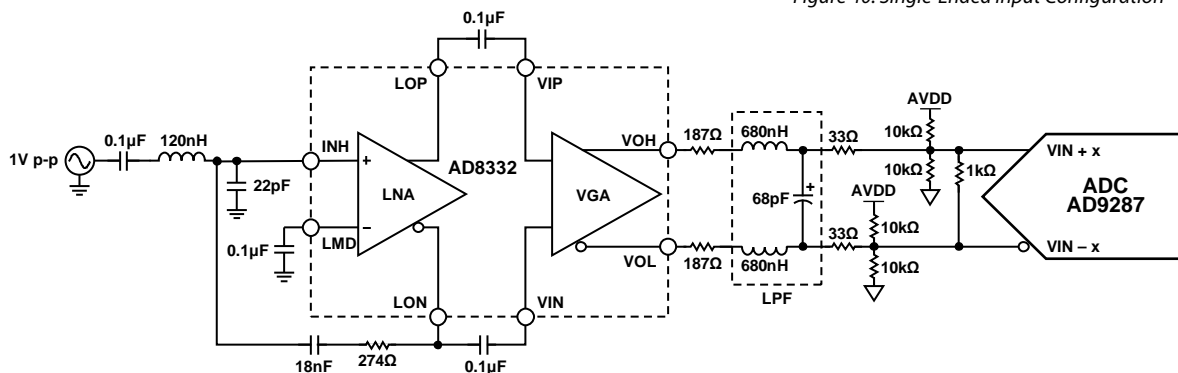 Figure 40. Single-Ended Input Configuration
0.1µF
LOP
VIP
AVDD
0.1µF
120nH
187Ω
680nH
33Ω
10kΩ
1V p-p
INH
+
AD8332
VOH
VIN + x
22pF
LNA
VGA
68pF
+
10kΩ
1kΩ
ADC
AD9287
AVDD
LMD
–
0.1µF
33Ω
10kΩ
VIN – x
VOL
187Ω
680nH
10kΩ
LPF
LON
VIN
18nF
274Ω
0.1µF